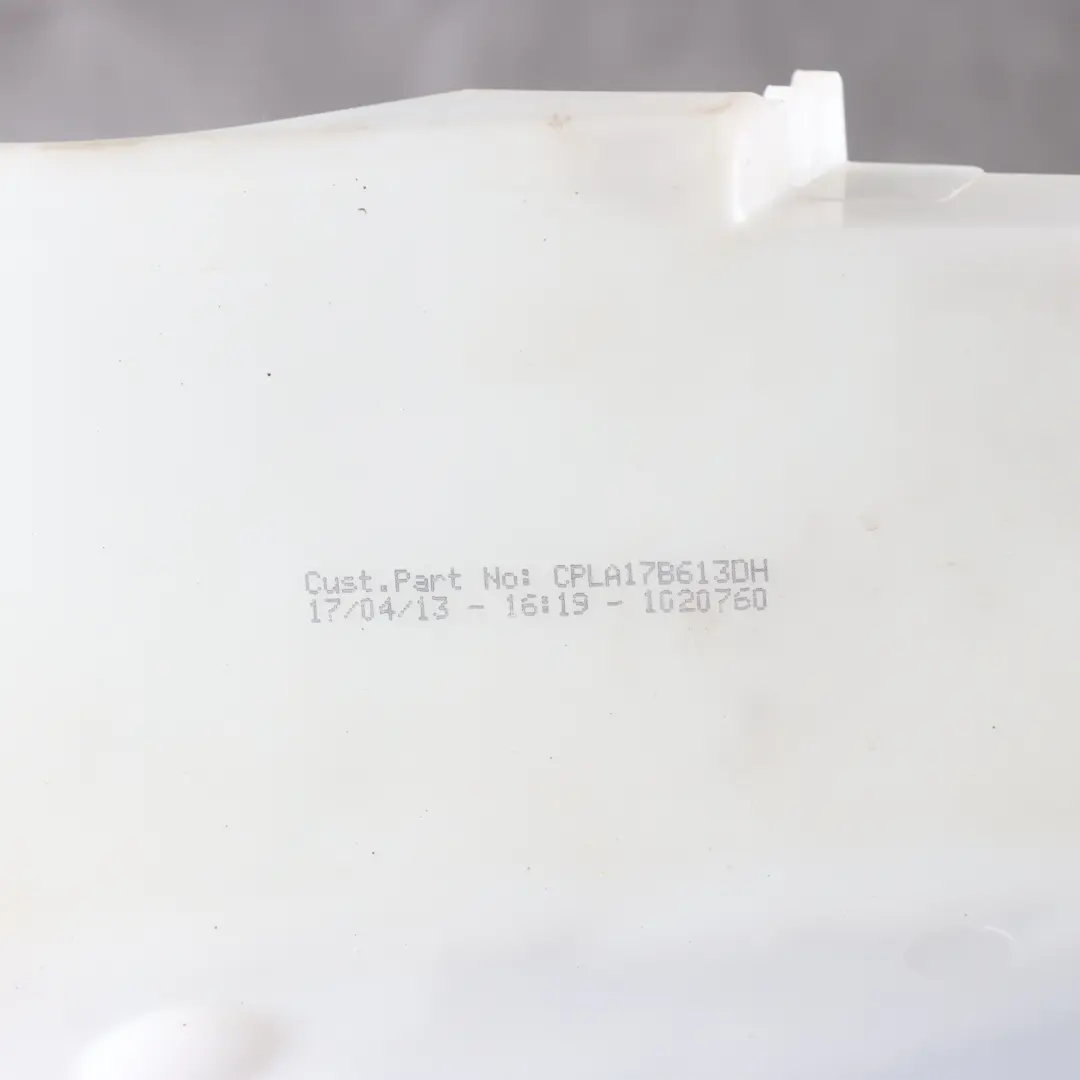 Cust.Part No: CPLA17B613DH
17/04/13 - 16:19 - 1020760